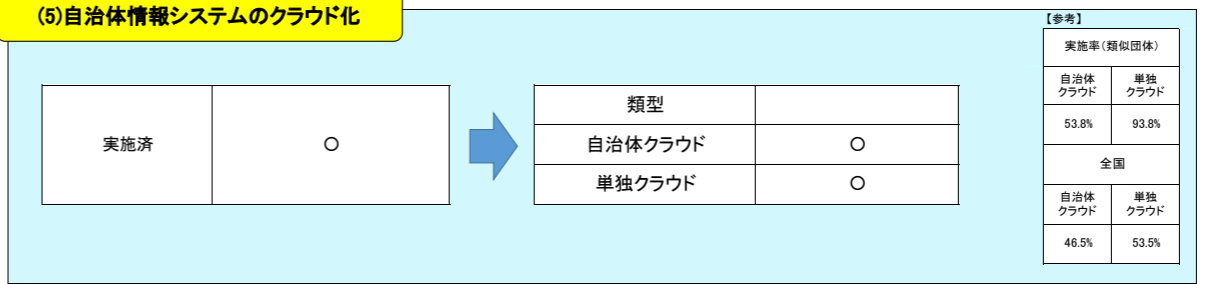 (5)自治体情報システムのクラウド化
実施済 ○
類型
自治体クラウド ○
単独クラウド ○
【参考】
実施率(類似団体)
自治体 単独
クラウド クラウド
53.8% 93.8%
全国
自治体 単独
クラウド クラウド
46.5% 53.5%